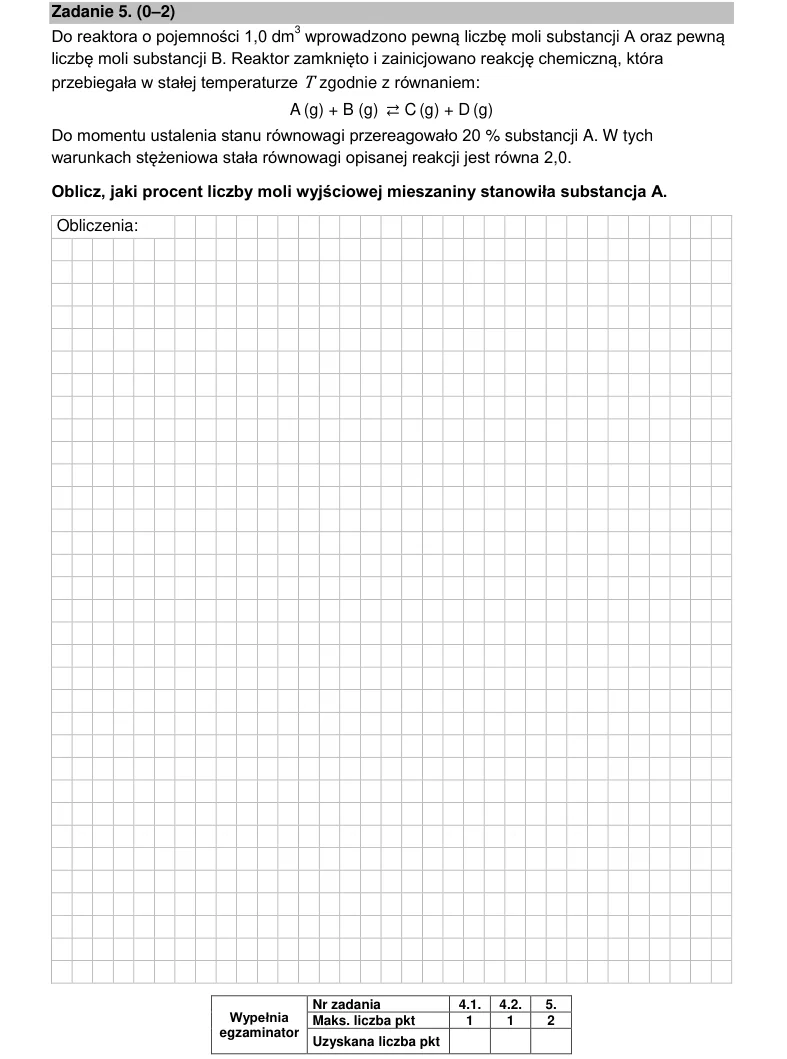 Zadanie 5. (0–2)
Do reaktora o pojemności 1,0 dm³ wprowadzono pewną liczbę moli substancji A oraz pewną
liczbę moli substancji B. Reaktor zamknięto i zainicjowano reakcję chemiczną, która
przebiegała w stałej temperaturze T zgodnie z równaniem:
A (g) + B (g) ⇄ C (g) + D (g)
Do momentu ustalenia stanu równowagi przereagowało 20 % substancji A. W tych
warunkach stężeniowa stała równowagi opisanej reakcji jest równa 2,0.
Oblicz, jaki procent liczby moli wyjściowej mieszaniny stanowiła substancja A.
Obliczenia:
Wypełnia egzaminator
Nr zadania 4.1. 4.2. 5.
Maks. liczba pkt 1 1 2
Uzyskana liczba pkt